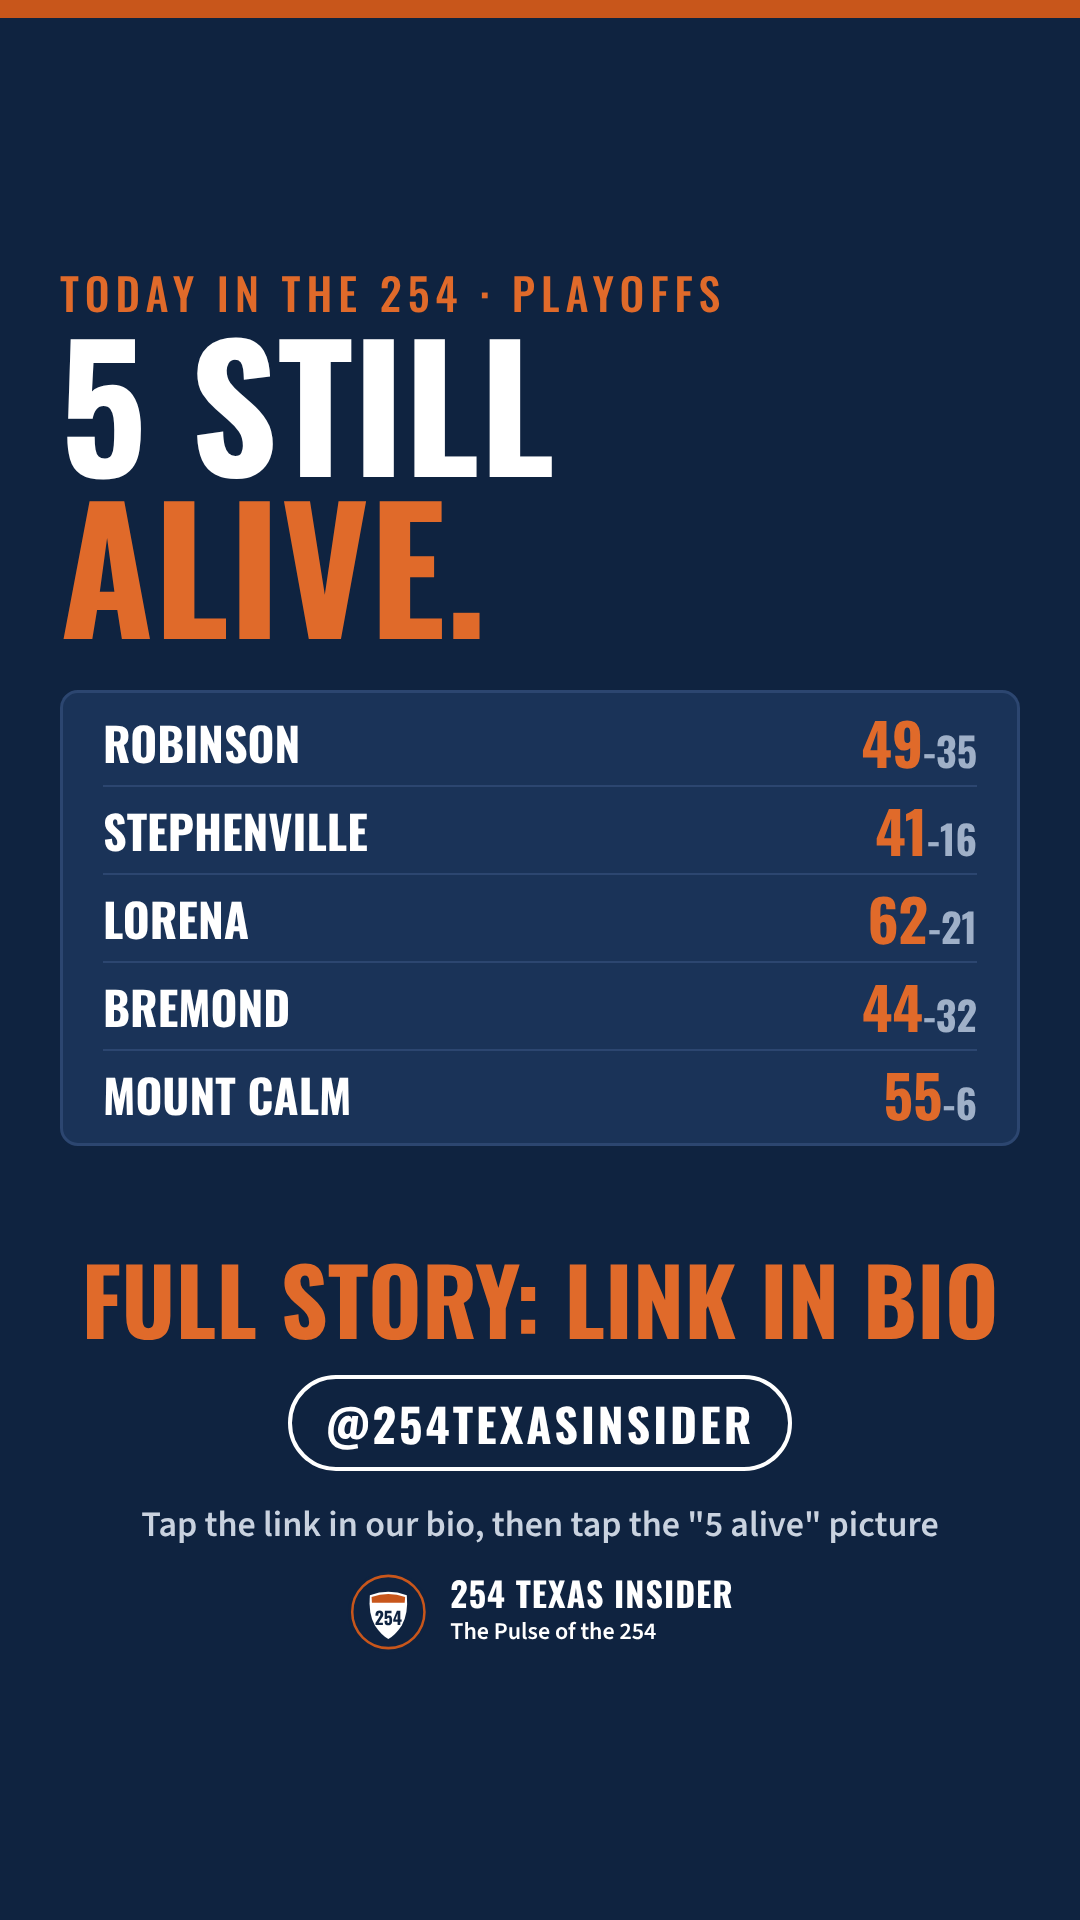 TODAY IN THE 254 · PLAYOFFS
5 STILL
ALIVE.
ROBINSON 49-35
STEPHENVILLE 41-16
LORENA 62-21
BREMOND 44-32
MOUNT CALM 55-6
FULL STORY: LINK IN BIO
@254TEXASINSIDER
Tap the link in our bio, then tap the "5 alive" picture
254
254 TEXAS INSIDER
The Pulse of the 254